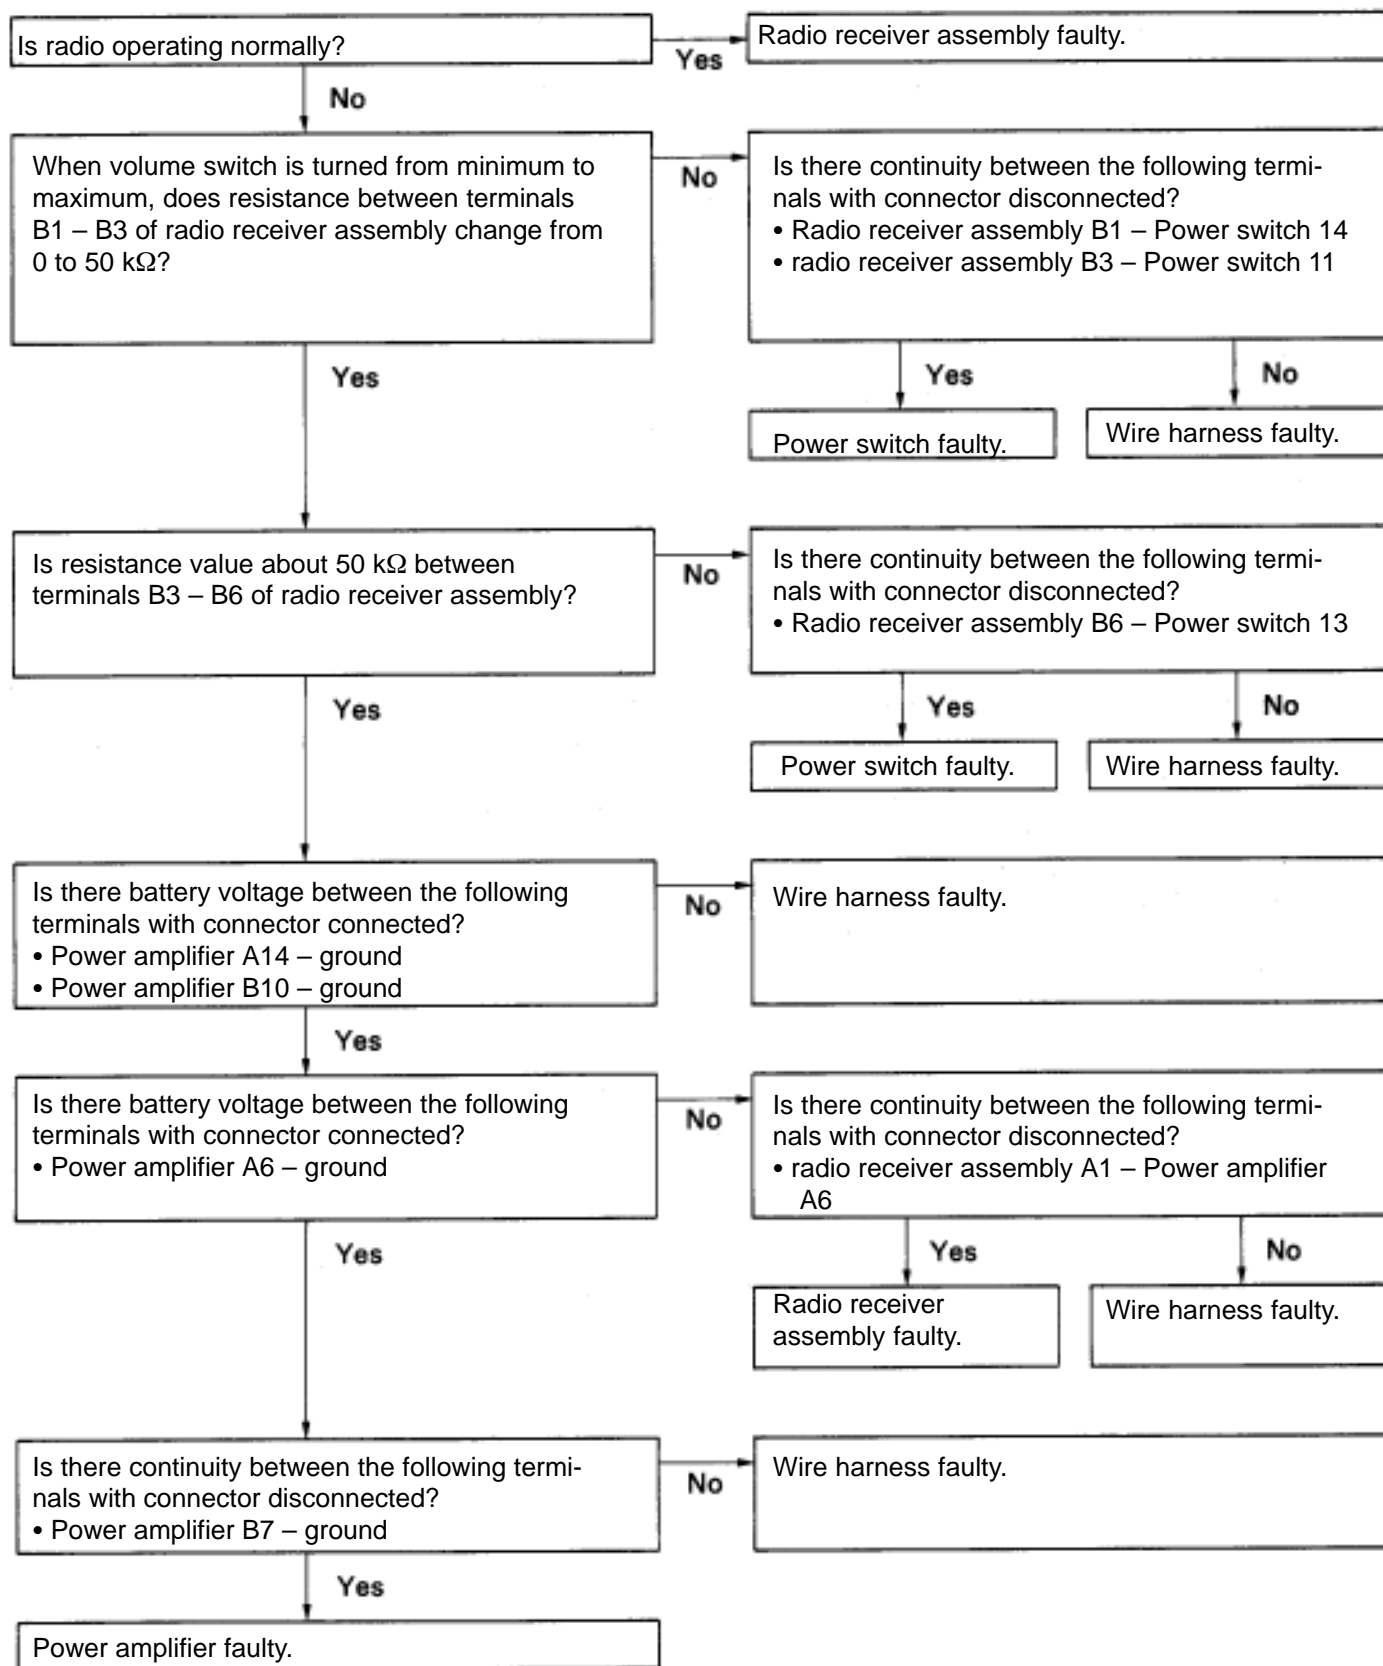 Is radio operating normally?
Yes
Radio receiver assembly faulty.
No
When volume switch is turned from minimum to
maximum, does resistance between terminals
B1 – B3 of radio receiver assembly change from
0 to 50 kΩ?
No
Is there continuity between the following termi-
nals with connector disconnected?
• Radio receiver assembly B1 – Power switch 14
• radio receiver assembly B3 – Power switch 11
Yes
Yes
No
Power switch faulty.
Wire harness faulty.
Is resistance value about 50 kΩ between
terminals B3 – B6 of radio receiver assembly?
No
Is there continuity between the following termi-
nals with connector disconnected?
• Radio receiver assembly B6 – Power switch 13
Yes
Yes
No
Power switch faulty.
Wire harness faulty.
Is there battery voltage between the following
terminals with connector connected?
• Power amplifier A14 – ground
• Power amplifier B10 – ground
No
Wire harness faulty.
Yes
Is there battery voltage between the following
terminals with connector connected?
• Power amplifier A6 – ground
No
Is there continuity between the following termi-
nals with connector disconnected?
• radio receiver assembly A1 – Power amplifier
A6
Yes
Yes
No
Radio receiver
assembly faulty.
Wire harness faulty.
Is there continuity between the following termi-
nals with connector disconnected?
• Power amplifier B7 – ground
No
Wire harness faulty.
Yes
Power amplifier faulty.